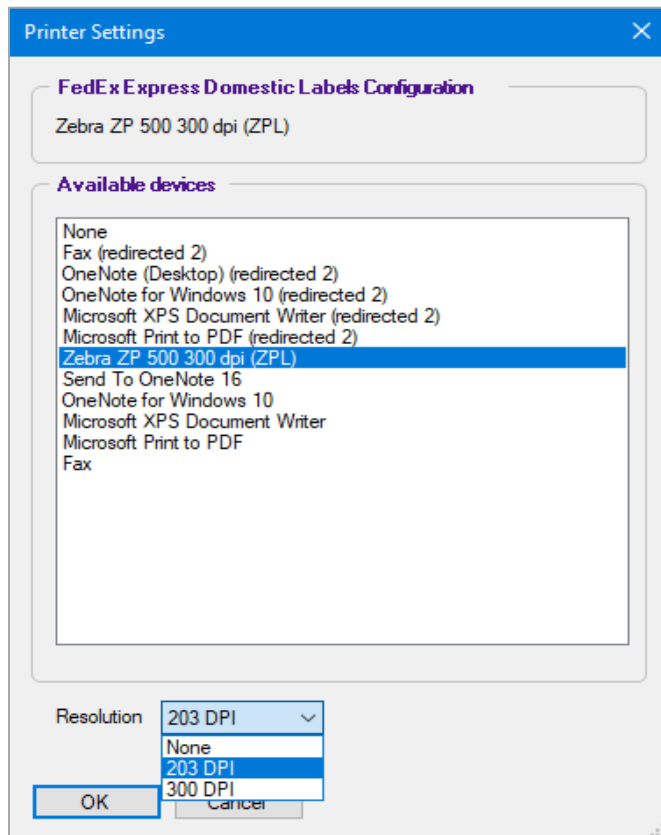 Printer Settings
FedEx Express Domestic Labels Configuration
Zebra ZP 500 300 dpi (ZPL)
Available devices
None
Fax (redirected 2)
OneNote (Desktop) (redirected 2)
OneNote for Windows 10 (redirected 2)
Microsoft XPS Document Writer (redirected 2)
Microsoft Print to PDF (redirected 2)
Zebra ZP 500 300 dpi (ZPL)
Send To OneNote 16
OneNote for Windows 10
Microsoft XPS Document Writer
Microsoft Print to PDF
Fax
Resolution 203 DPI
None
203 DPI
300 DPI
OK Cancel